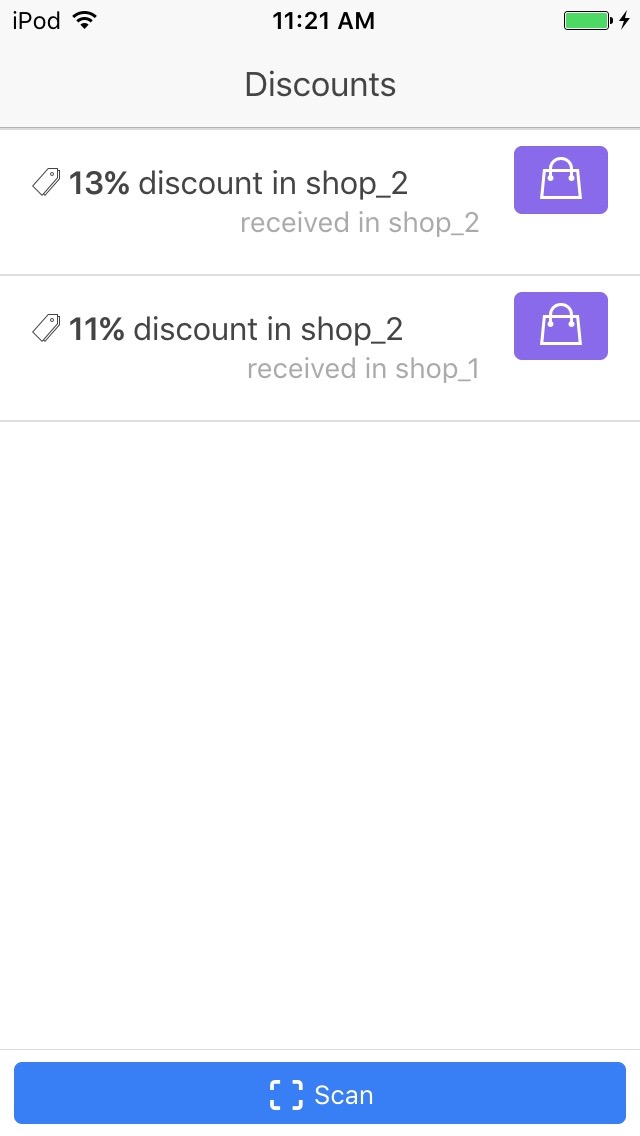 iPod 11:21 AM
Discounts
13% discount in shop_2
received in shop_2
11% discount in shop_2
received in shop_1
Scan